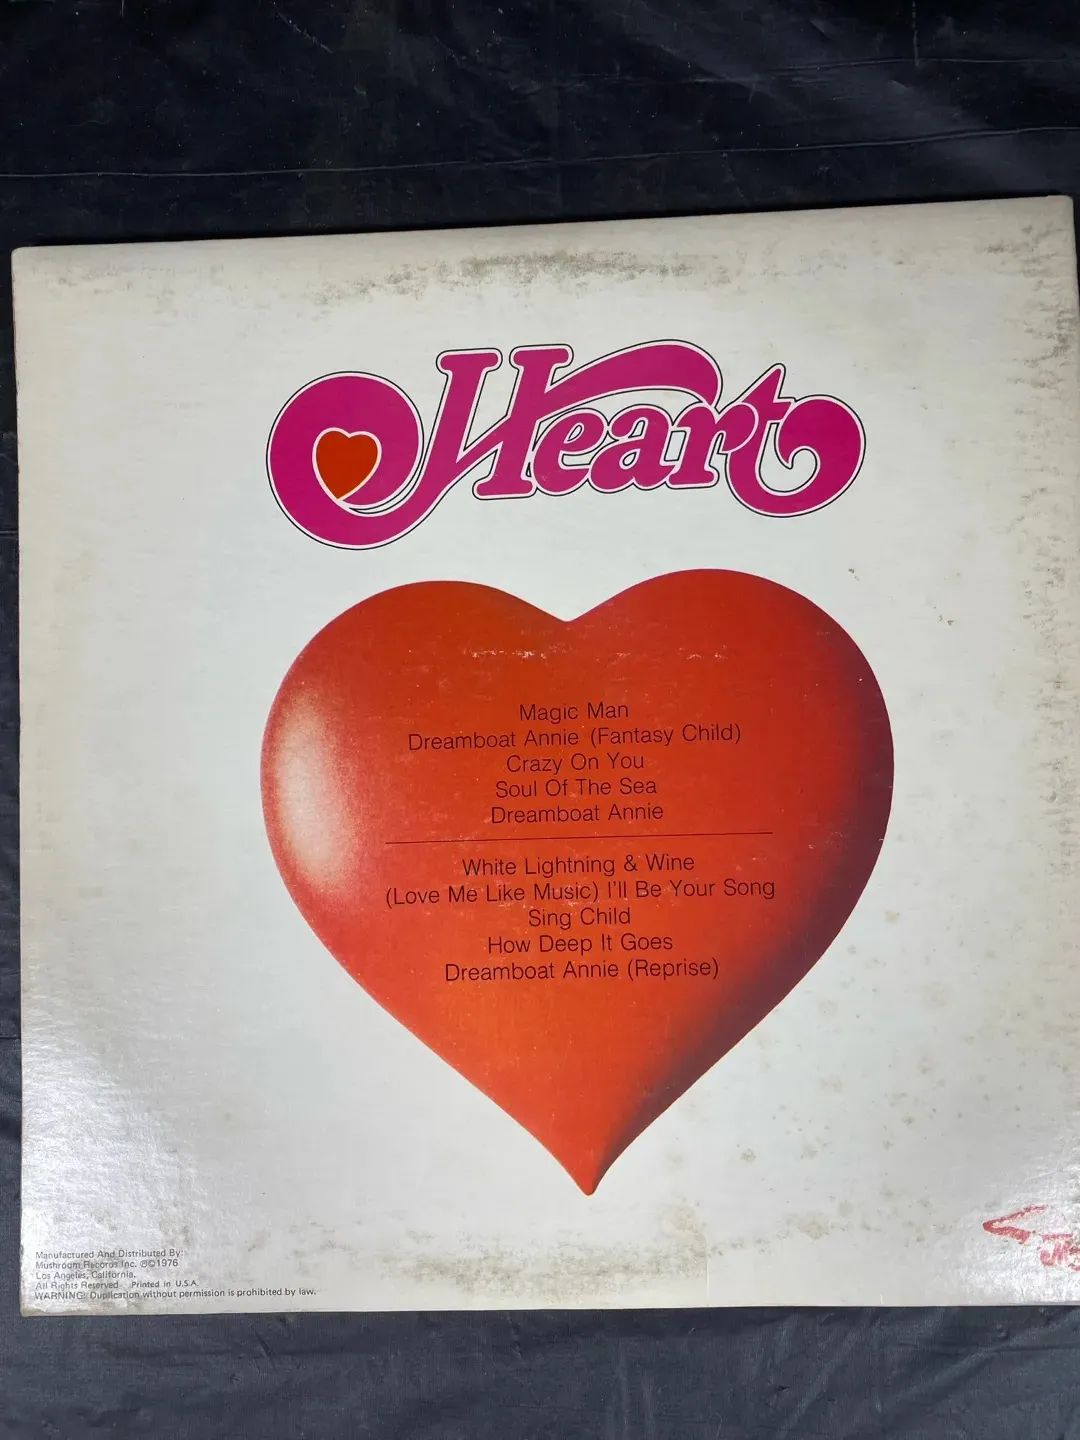 Heart
Magic Man
Dreamboat Annie (Fantasy Child)
Crazy On You
Soul Of The Sea
Dreamboat Annie
White Lightning & Wine
(Love Me Like Music) I'll Be Your Song
Sing Child
How Deep It Goes
Dreamboat Annie (Reprise)
Manufactured And Distributed By:
Mushroom Records Inc. ℗©1976
Los Angeles, California.
All Rights Reserved Printed in U.S.A.
WARNING: Duplication without permission is prohibited by law.